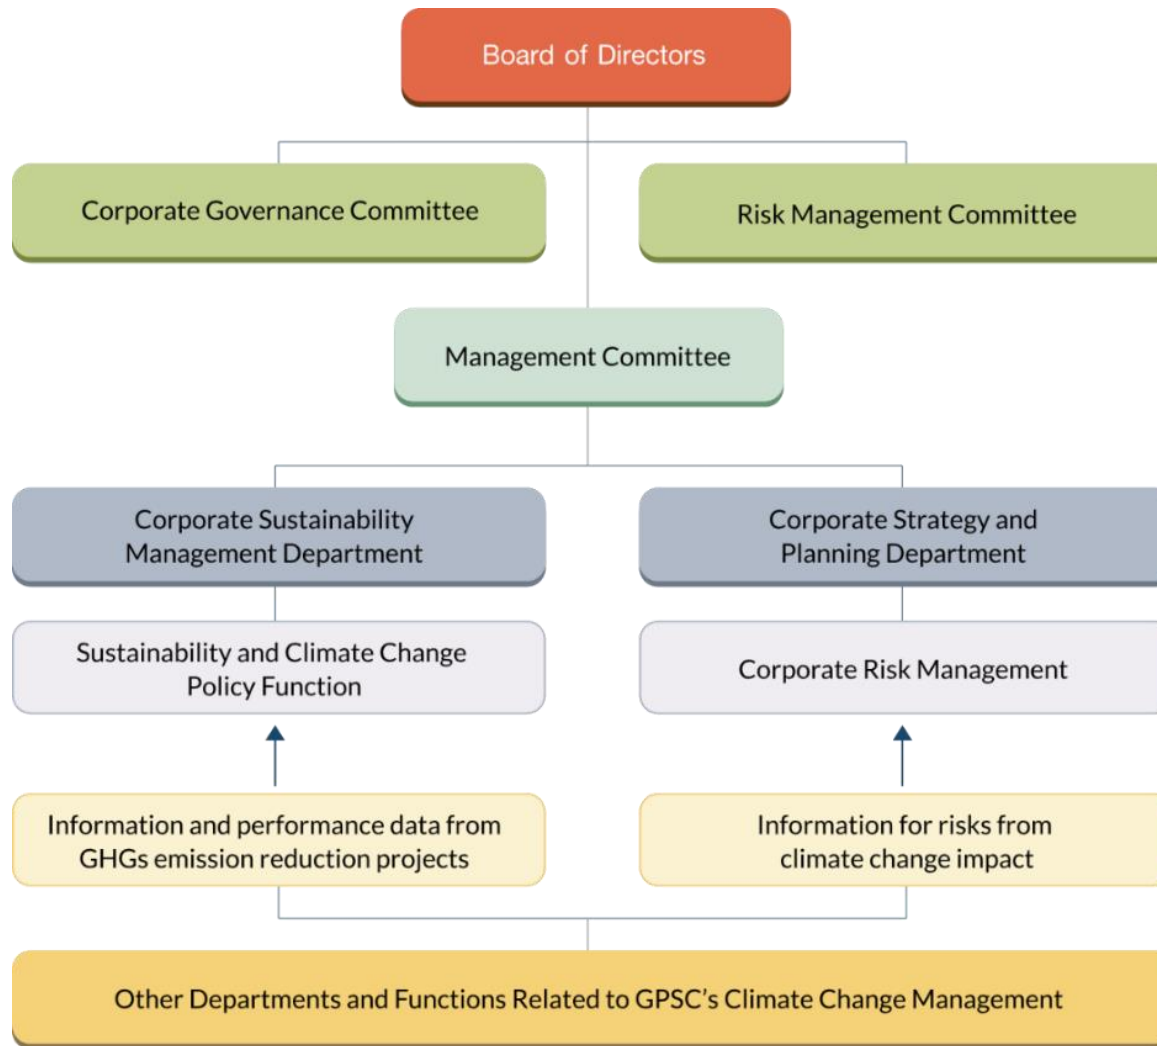 Board of Directors
Corporate Governance Committee
Risk Management Committee
Management Committee
Corporate Sustainability
Management Department
Corporate Strategy and
Planning Department
Sustainability and Climate Change
Policy Function
Corporate Risk Management
Information and performance data from
GHGs emission reduction projects
Information for risks from
climate change impact
Other Departments and Functions Related to GPSC's Climate Change Management